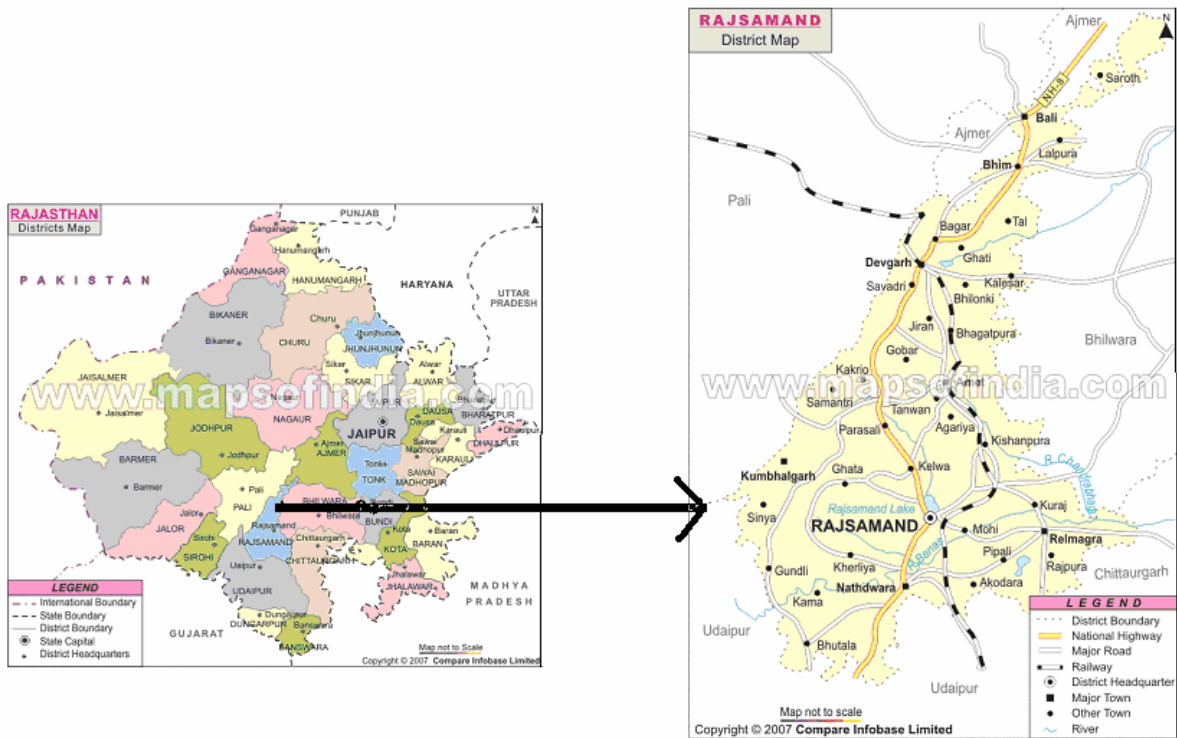 RAJASTHAN
Districts Map
PUNJAB
N
Ganganagar
Hanumangarh
GANGANAGAR
HANUMANGARH
PAKISTAN
HARYANA
UTTAR
PRADESH
BIKANER
Bikaner
Churu
CHURU
Jhunjhunun
JHUNJHUNUN
Sikar
SIKAR
Alwar
ALWAR
JAISALMER
Jaisalmer
www.mapsofindia.com
Nagaur
NAGAUR
JAIPUR
JAIPUR
DAUSA
Dausa
Bharatpur
BHARATPUR
Dhaulpur
DHAULPUR
JODHPUR
Jodhpur
Ajmer
AJMER
Karauli
KARAULI
Sawai
Madhopur
SAWAI
MADHOPUR
Tonk
TONK
BARMER
Barmer
Pali
PALI
BHILWARA
Bhilwara
Bundi
BUNDI
Jalor
JALOR
Rajsamand
RAJSAMAND
Kota
KOTA
Baran
BARAN
Sirohi
SIROHI
Chittaurgarh
CHITTAURGARH
Udaipur
UDAIPUR
Jhalawar
JHALAWAR
MADHYA
PRADESH
Dungarpur
DUNGARPUR
Banswara
BANSWARA
GUJARAT
LEGEND
International Boundary
State Boundary
District Boundary
State Capital
District Headquarters
Map not to Scale
Copyright © 2007 Compare Infobase Limited
RAJSAMAND
District Map
Ajmer
N
Saroth
NH-8
Bali
Ajmer
Lalpura
Bhim
Pali
Tal
Bagar
Ghati
Devgarh
Savadri
Kalesar
Bhilonki
Jiran
Bhagatpura
Bhilwara
Gobar
Kakrio
Amet
www.mapsofindia.com
Samantri
Tanwan
Agariya
Parasali
Kishanpura
Kumbhalgarh
Ghata
Kelwa
R. Chandrabhaga
Sinya
Rajsamand Lake
Kuraj
RAJSAMAND
Mohi
Relmagra
R. Banas
Pipali
Rajpura
Kherliya
Gundli
Nathdwara
Akodara
Chittaurgarh
Kama
Udaipur
Bhutala
Udaipur
LEGEND
District Boundary
National Highway
Major Road
Railway
District Headquarter
Major Town
Other Town
River
Map not to scale
Copyright © 2007 Compare Infobase Limited